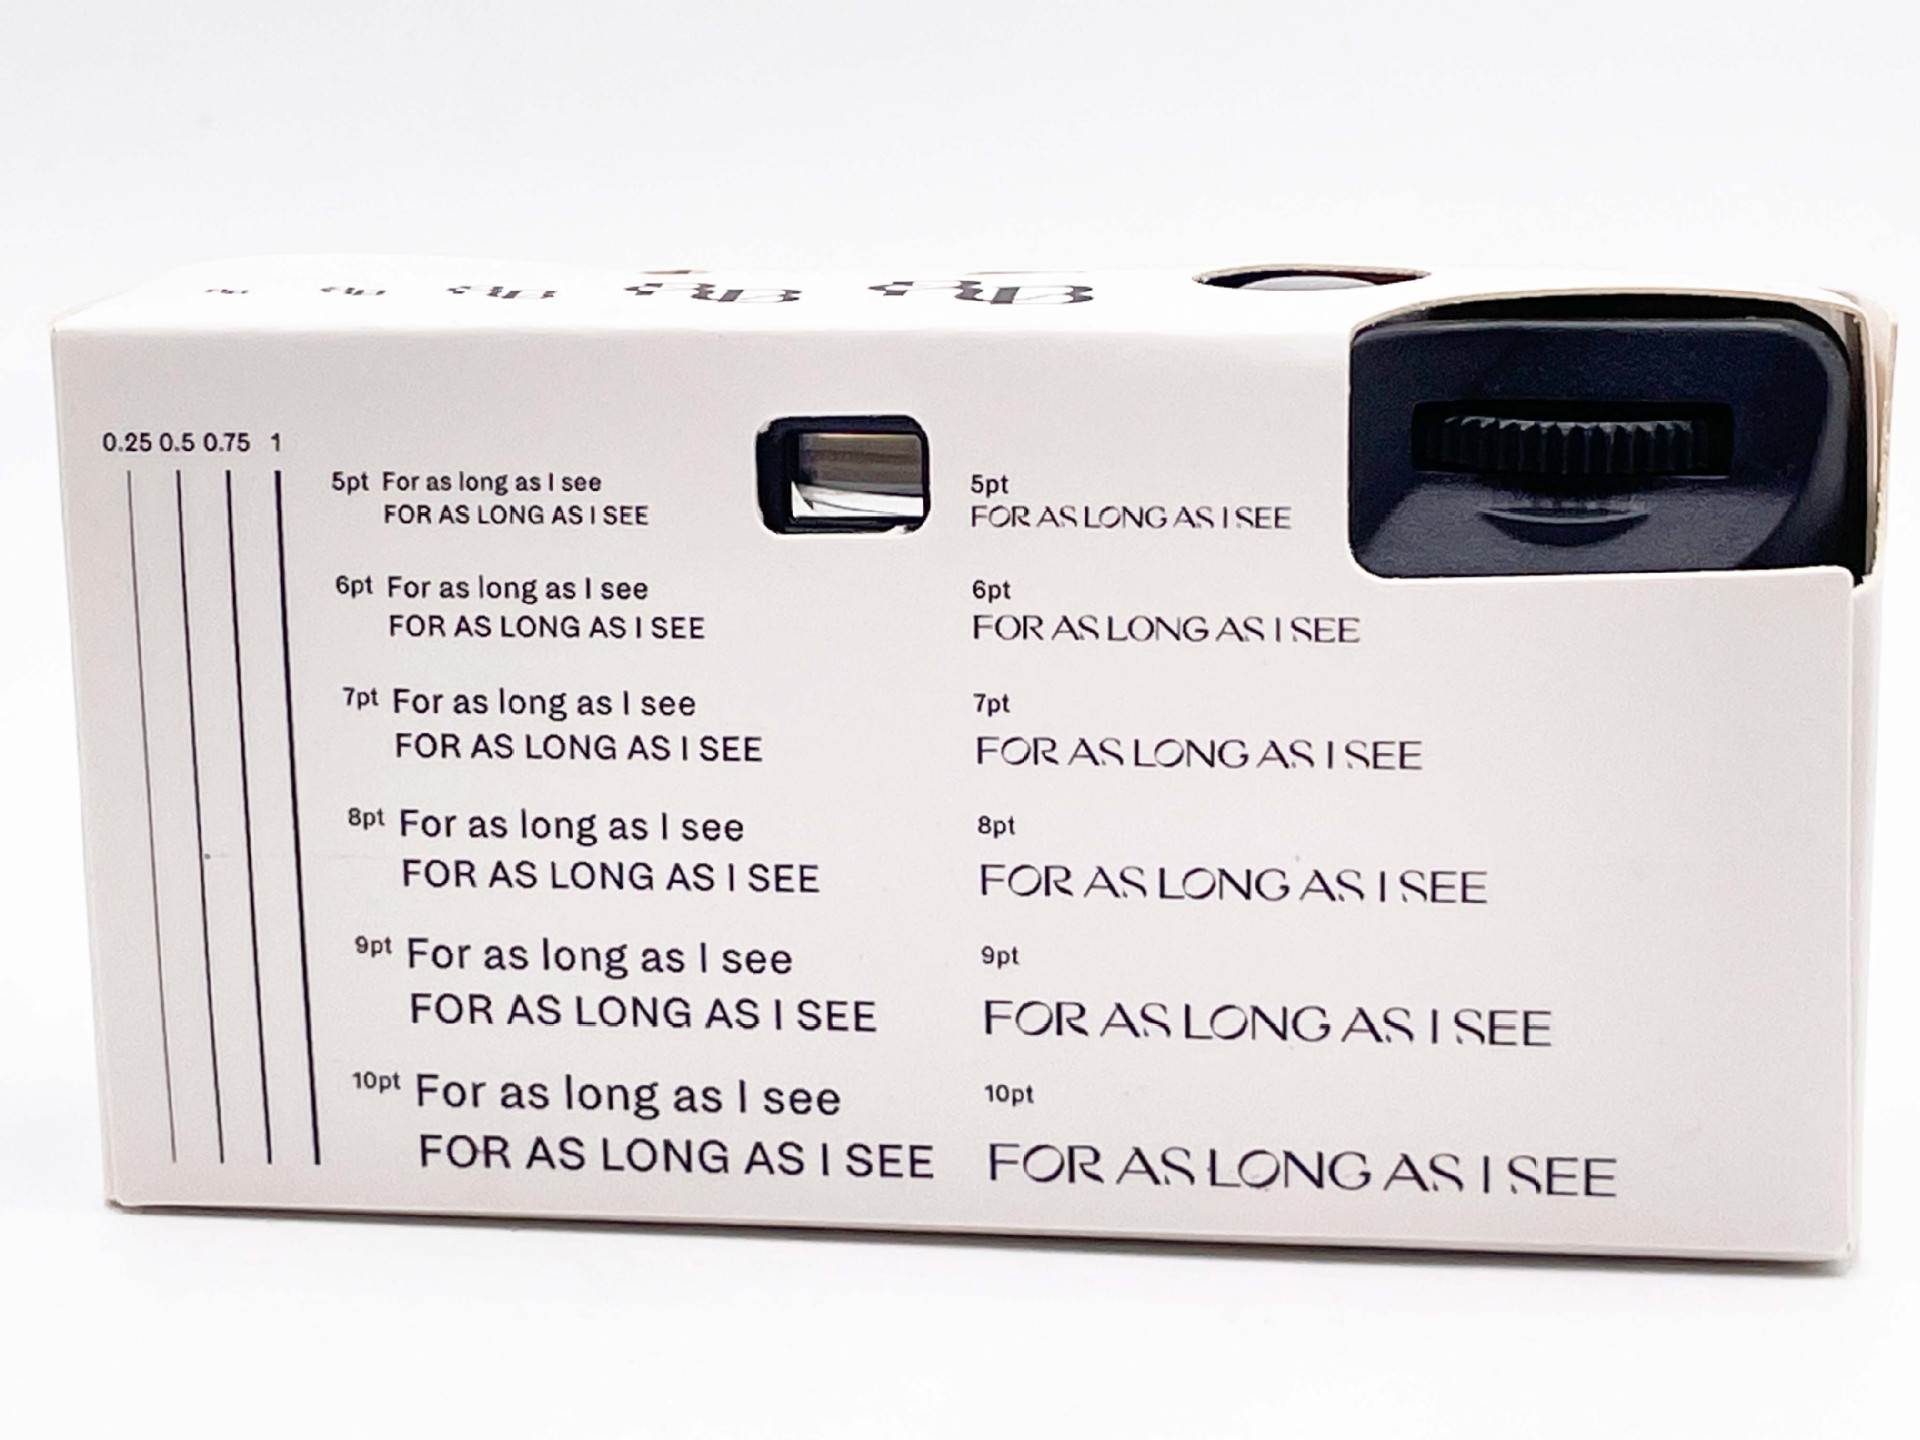 0.25 0.5 0.75 1
5pt For as long as I see
FOR AS LONG AS I SEE
6pt For as long as I see
FOR AS LONG AS I SEE
7pt For as long as I see
FOR AS LONG AS I SEE
8pt For as long as I see
FOR AS LONG AS I SEE
9pt For as long as I see
FOR AS LONG AS I SEE
10pt For as long as I see
FOR AS LONG AS I SEE
5pt
FOR AS LONG AS I SEE
6pt
FOR AS LONG AS I SEE
7pt
FOR AS LONG AS I SEE
8pt
FOR AS LONG AS I SEE
9pt
FOR AS LONG AS I SEE
10pt
FOR AS LONG AS I SEE